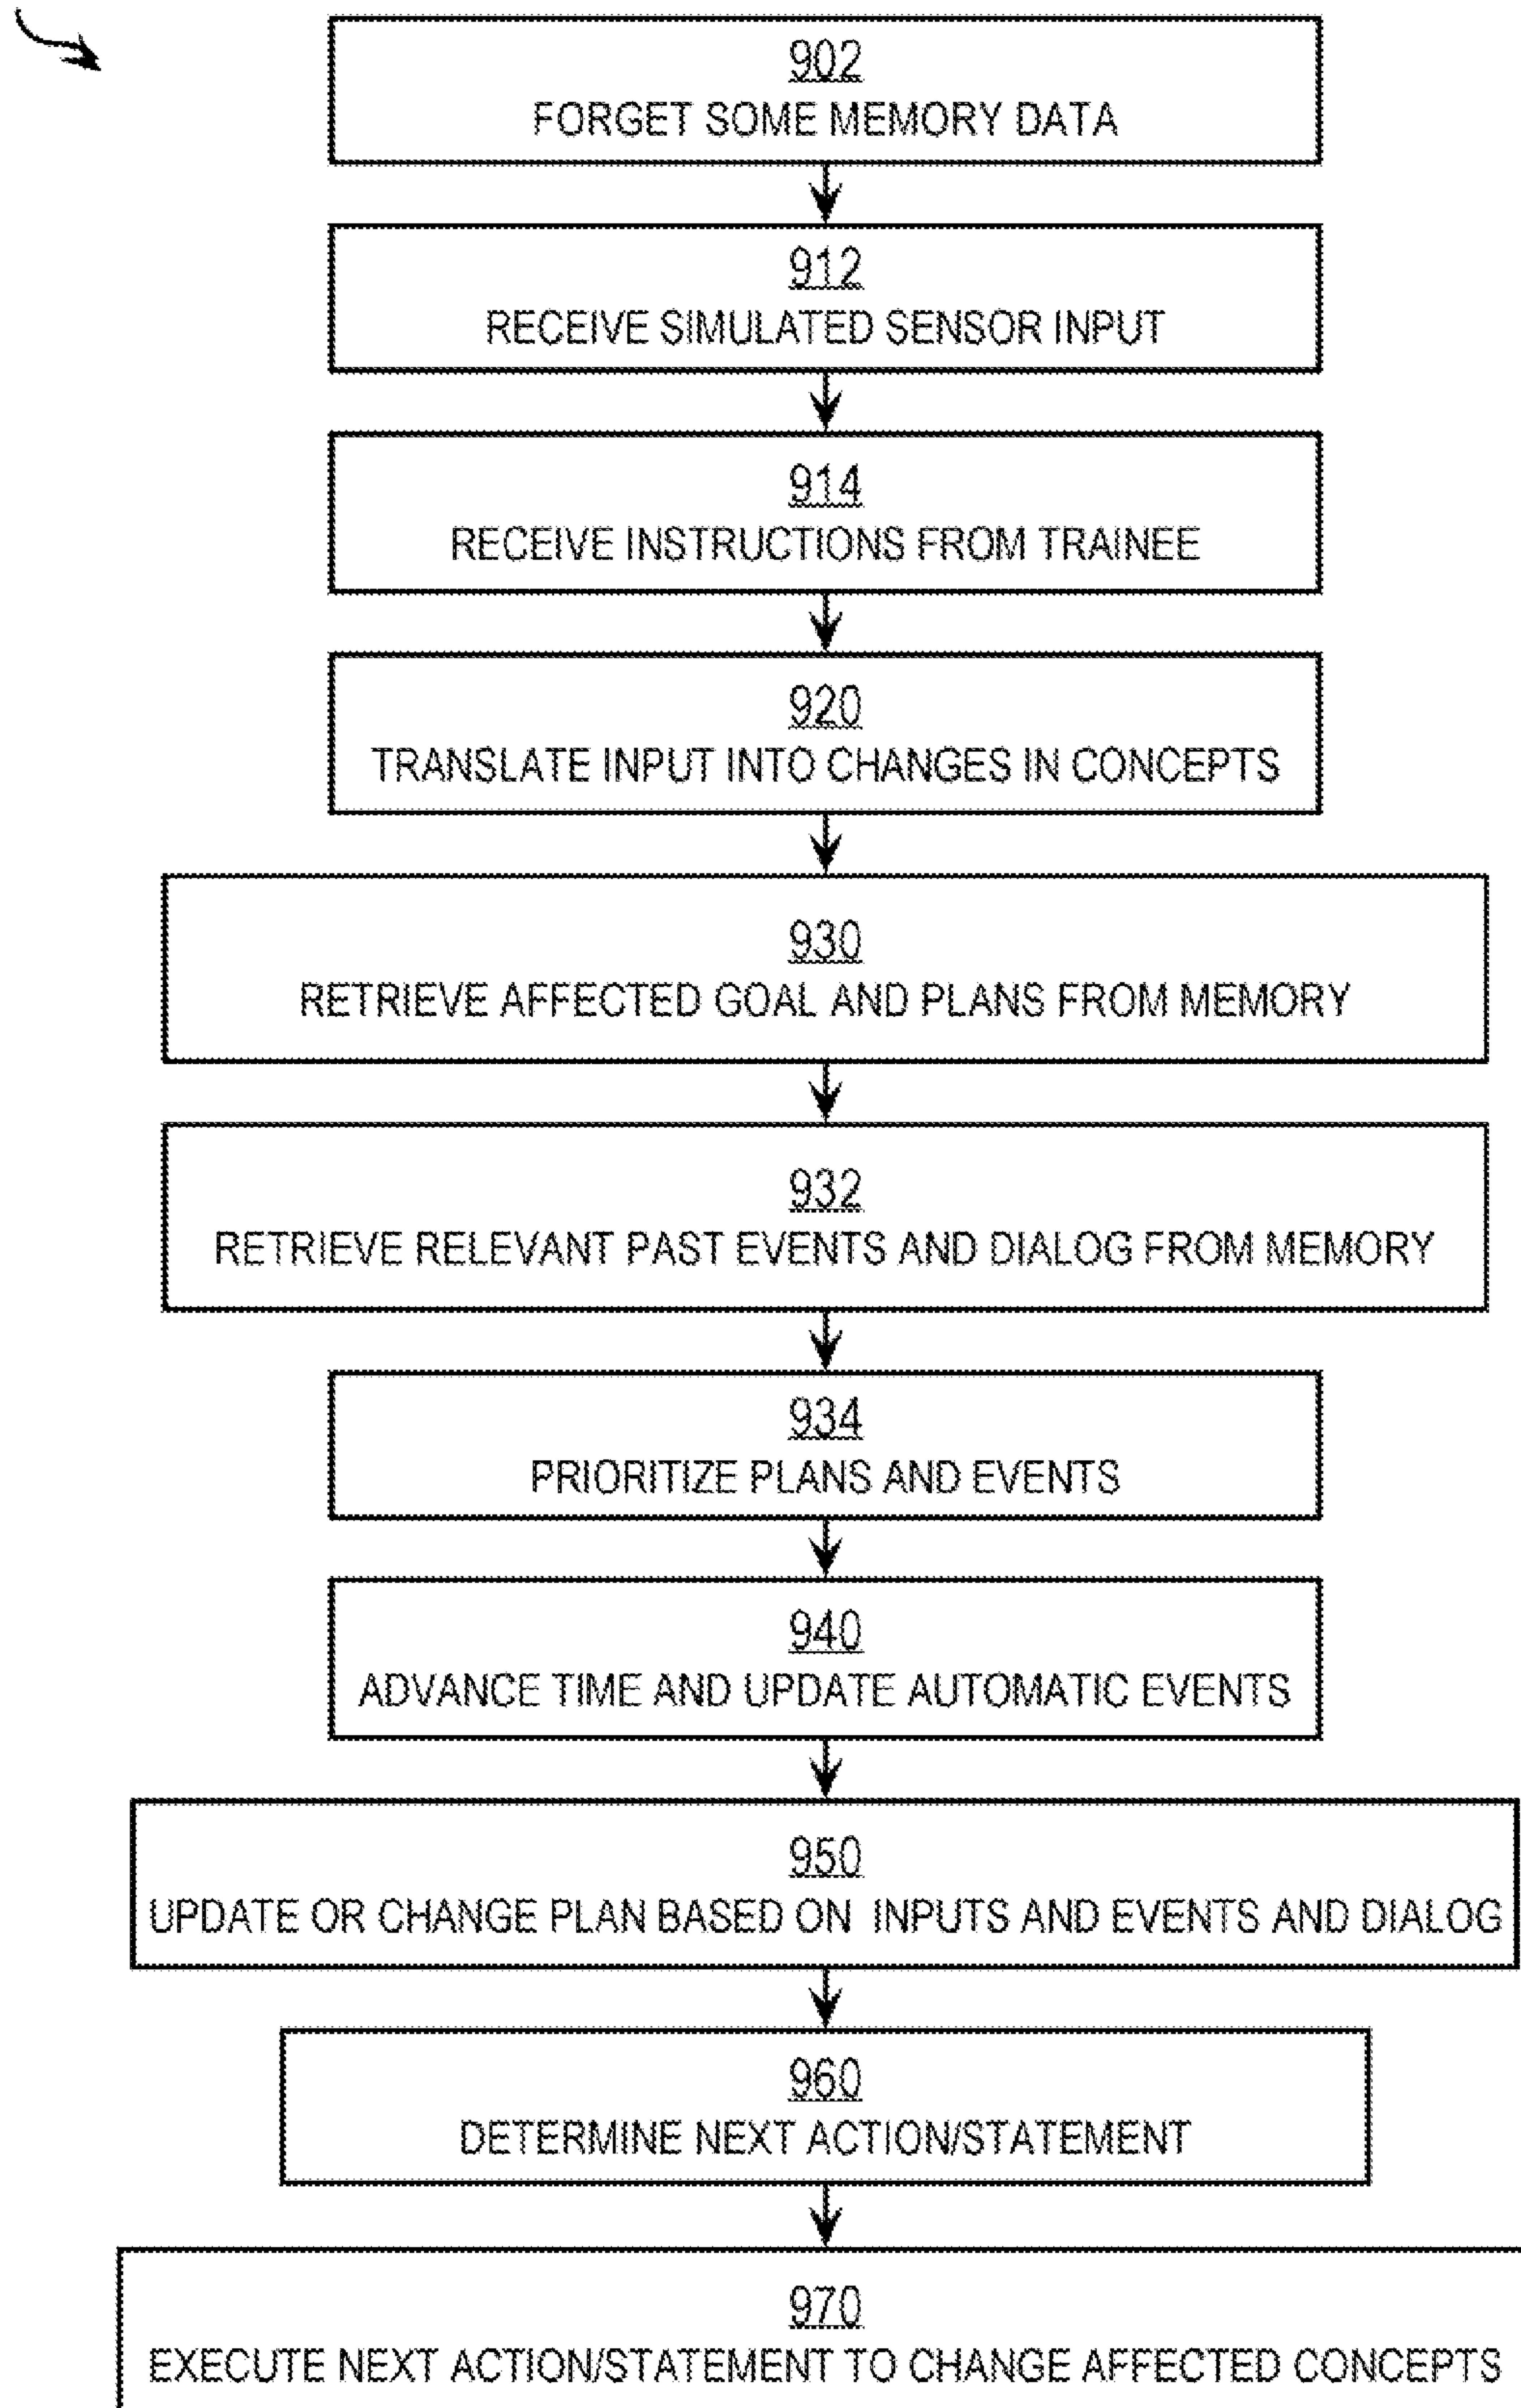 902
FORGET SOME MEMORY DATA
912
RECEIVE SIMULATED SENSOR INPUT
914
RECEIVE INSTRUCTIONS FROM TRAINEE
920
TRANSLATE INPUT INTO CHANGES IN CONCEPTS
930
RETRIEVE AFFECTED GOAL AND PLANS FROM MEMORY
932
RETRIEVE RELEVANT PAST EVENTS AND DIALOG FROM MEMORY
934
PRIORITIZE PLANS AND EVENTS
940
ADVANCE TIME AND UPDATE AUTOMATIC EVENTS
950
UPDATE OR CHANGE PLAN BASED ON INPUTS AND EVENTS AND DIALOG
960
DETERMINE NEXT ACTION/STATEMENT
970
EXECUTE NEXT ACTION/STATEMENT TO CHANGE AFFECTED CONCEPTS